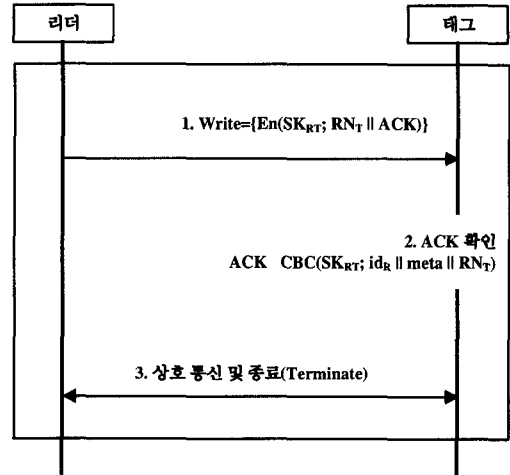 리더
태그
1. Write={En(SK_RT; RN_T || ACK)}
2. ACK 확인
ACK CBC(SK_RT; id_R || meta || RN_T)
3. 상호 통신 및 종료(Terminate)